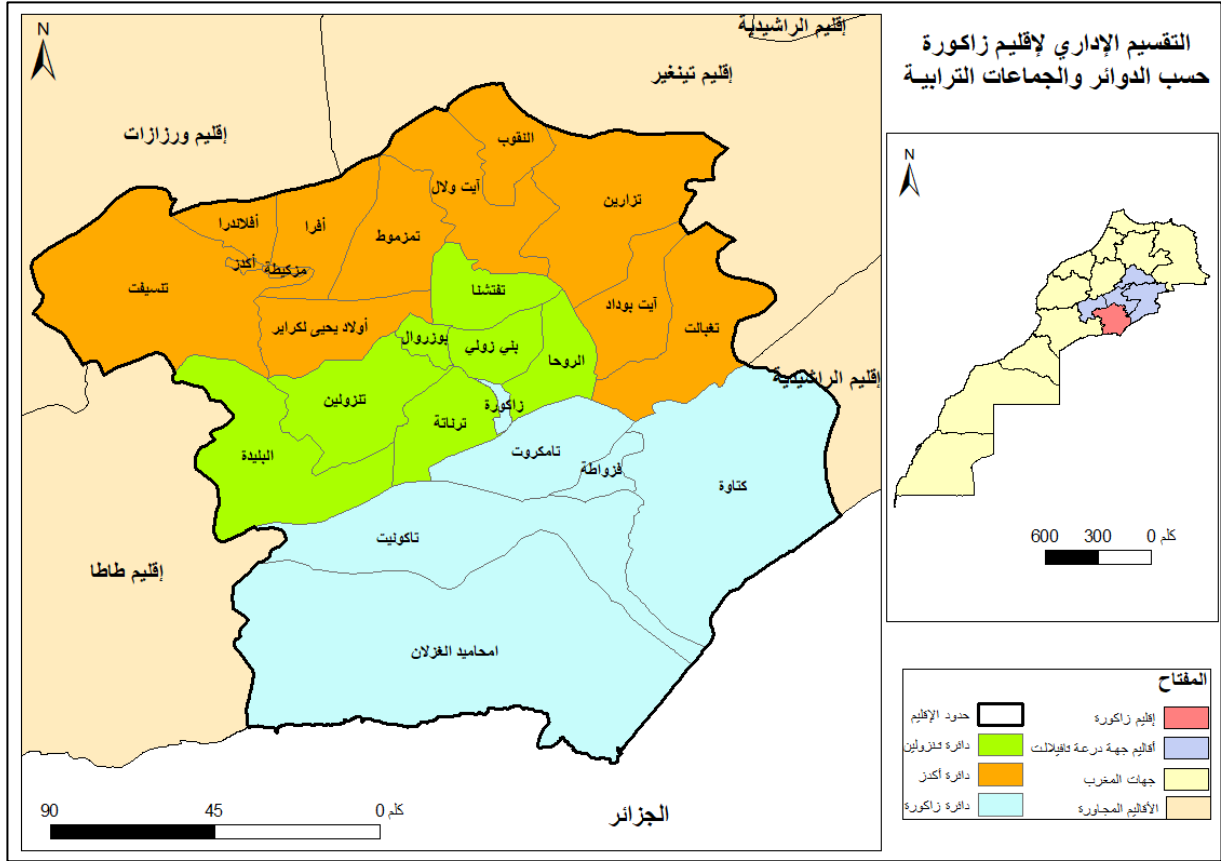 التقسيم الإداري لإقليم زاكورة
حسب الدوائر والجماعات الترابية
N
إقليم الراشيدية
إقليم تينغير
إقليم ورزازات
النقوب
آيت ولال
تزارين
أفلاندرا
أفرا
تمزموط
أكدز
مزكيطة
تنسيفت
تفتشنا
آيت بوداد
تغبالت
أولاد يحيى لكراير
بوزروال
بني زولي
الروحا
إقليم الراشيدية
تنزولين
ترناتة
زاكورة
البليدة
تامكروت
فزواطة
كتاوة
تاكونيت
إقليم طاطا
امحاميد الغزلان
الجزائر
90 45 0 كلم
N
600 300 0 كلم
المفتاح
إقليم زاكورة
أقاليم جهة درعة تافيلالت
جهات المغرب
الأقاليم المجاورة
حدود الإقليم
دائرة تنزولين
دائرة أكدز
دائرة زاكورة